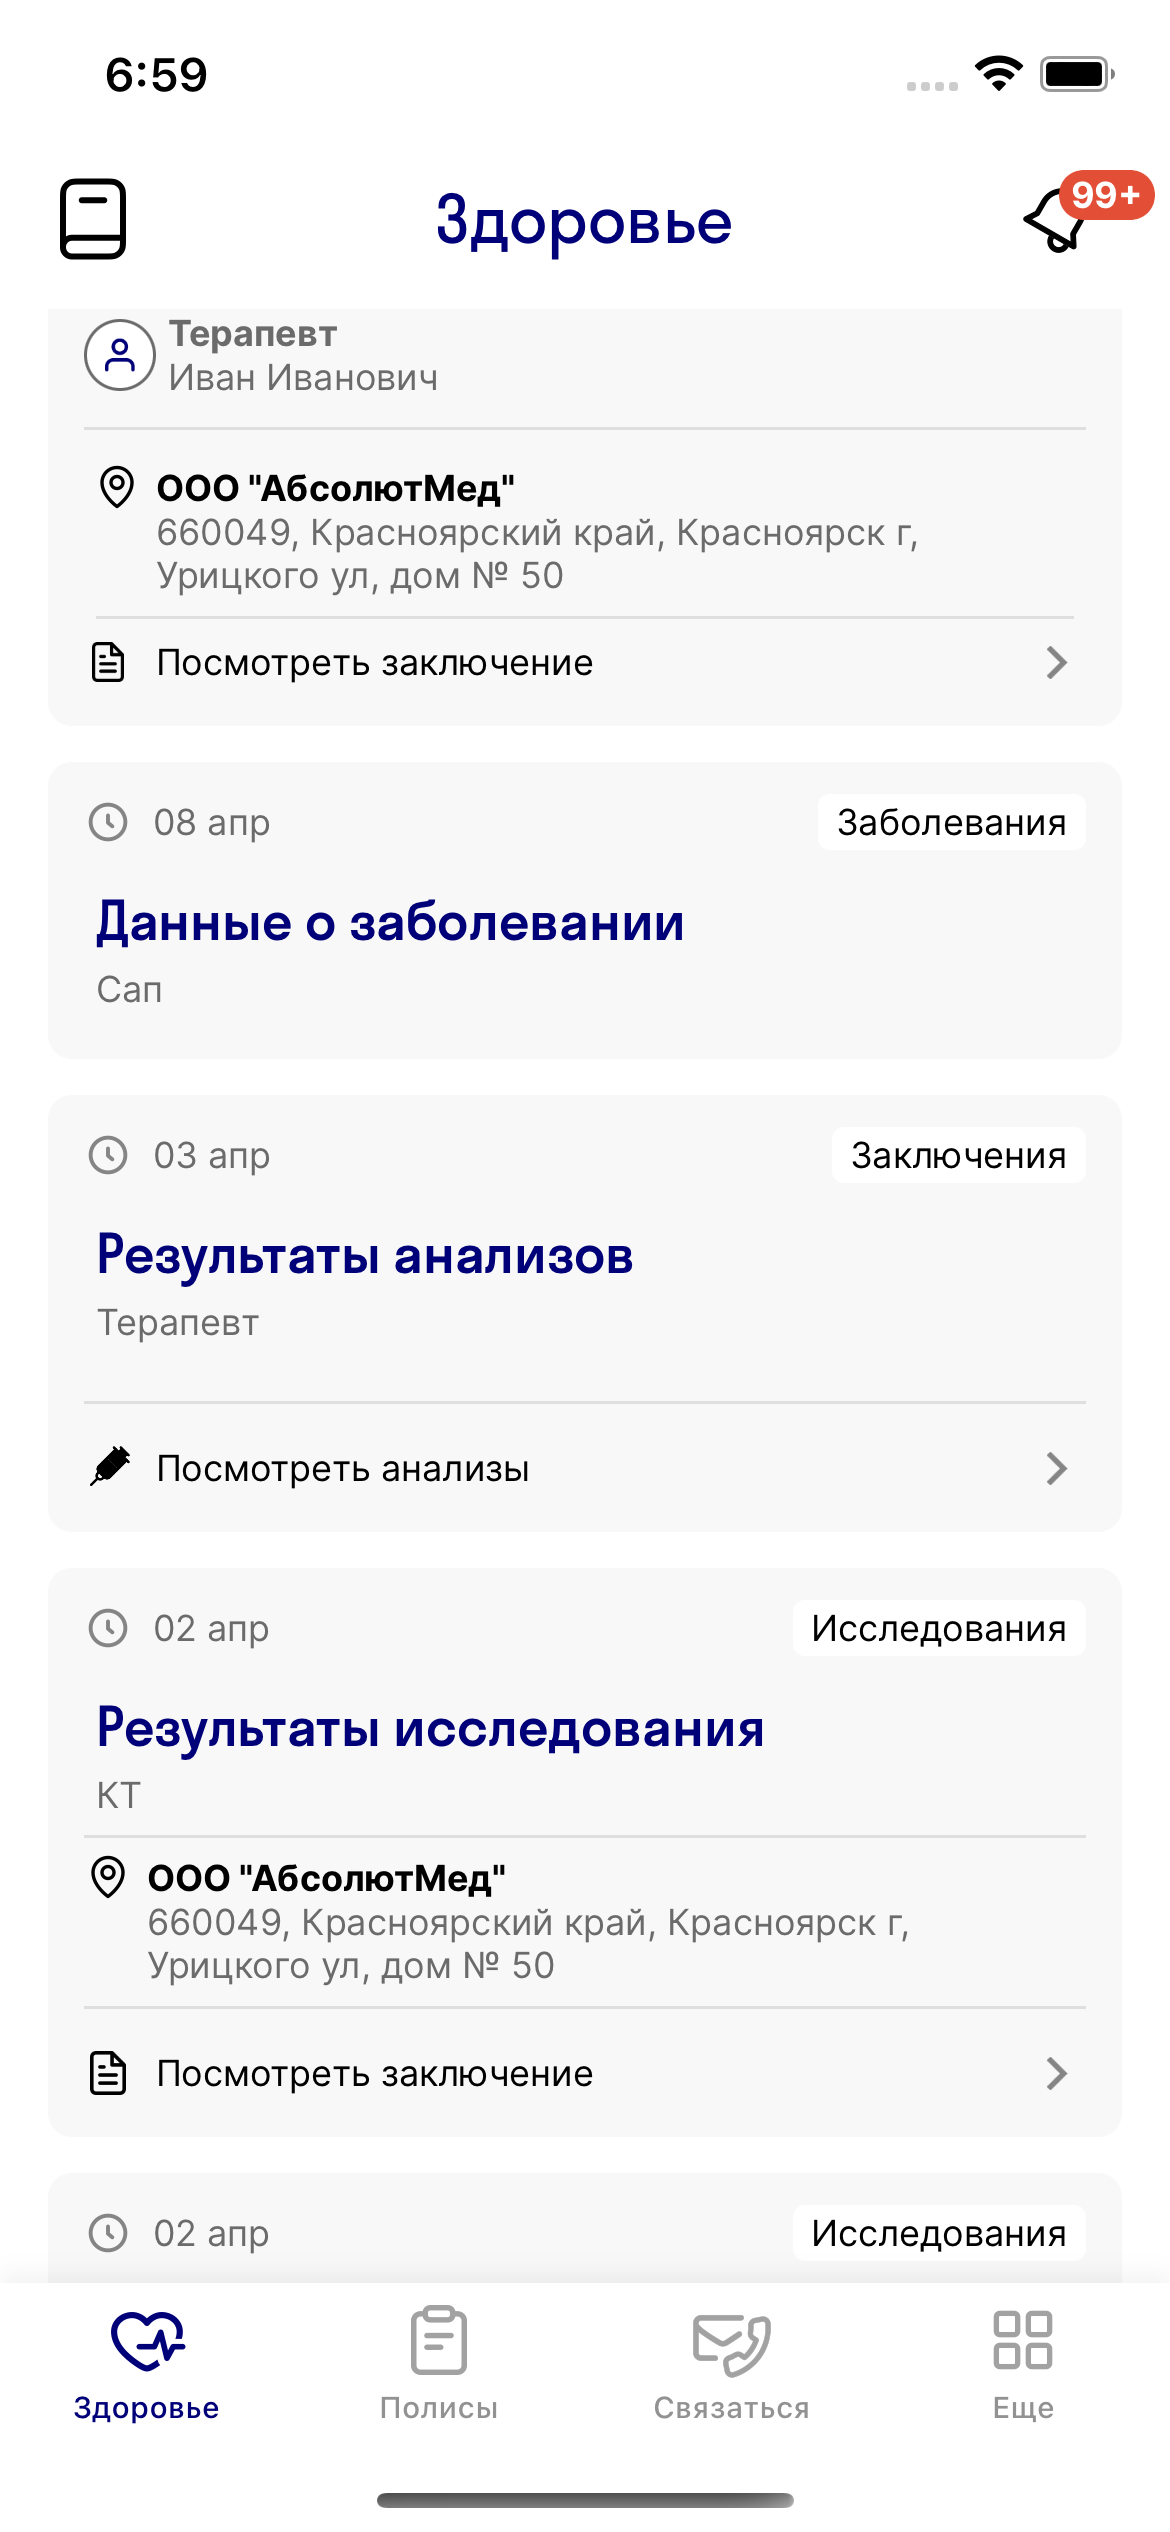 6:59
Здоровье
99+
Терапевт
Иван Иванович
ООО "АбсолютМед"
660049, Красноярский край, Красноярск г,
Урицкого ул, дом № 50
Посмотреть заключение
08 апр
Заболевания
Данные о заболевании
Сап
03 апр
Заключения
Результаты анализов
Терапевт
Посмотреть анализы
02 апр
Исследования
Результаты исследования
КТ
ООО "АбсолютМед"
660049, Красноярский край, Красноярск г,
Урицкого ул, дом № 50
Посмотреть заключение
02 апр
Исследования
Здоровье
Полисы
Связаться
Еще